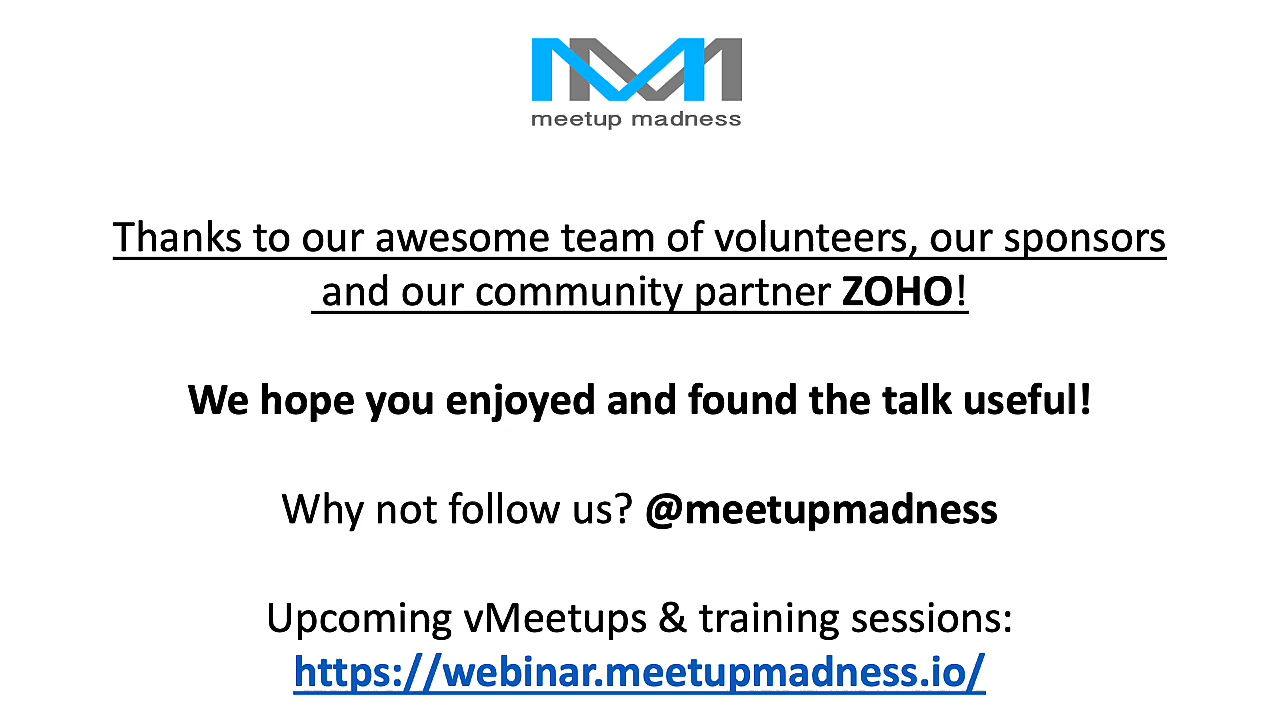 meetup madness
Thanks to our awesome team of volunteers, our sponsors
and our community partner ZOHO!
We hope you enjoyed and found the talk useful!
Why not follow us? @meetupmadness
Upcoming vMeetups & training sessions:
https://webinar.meetupmadness.io/